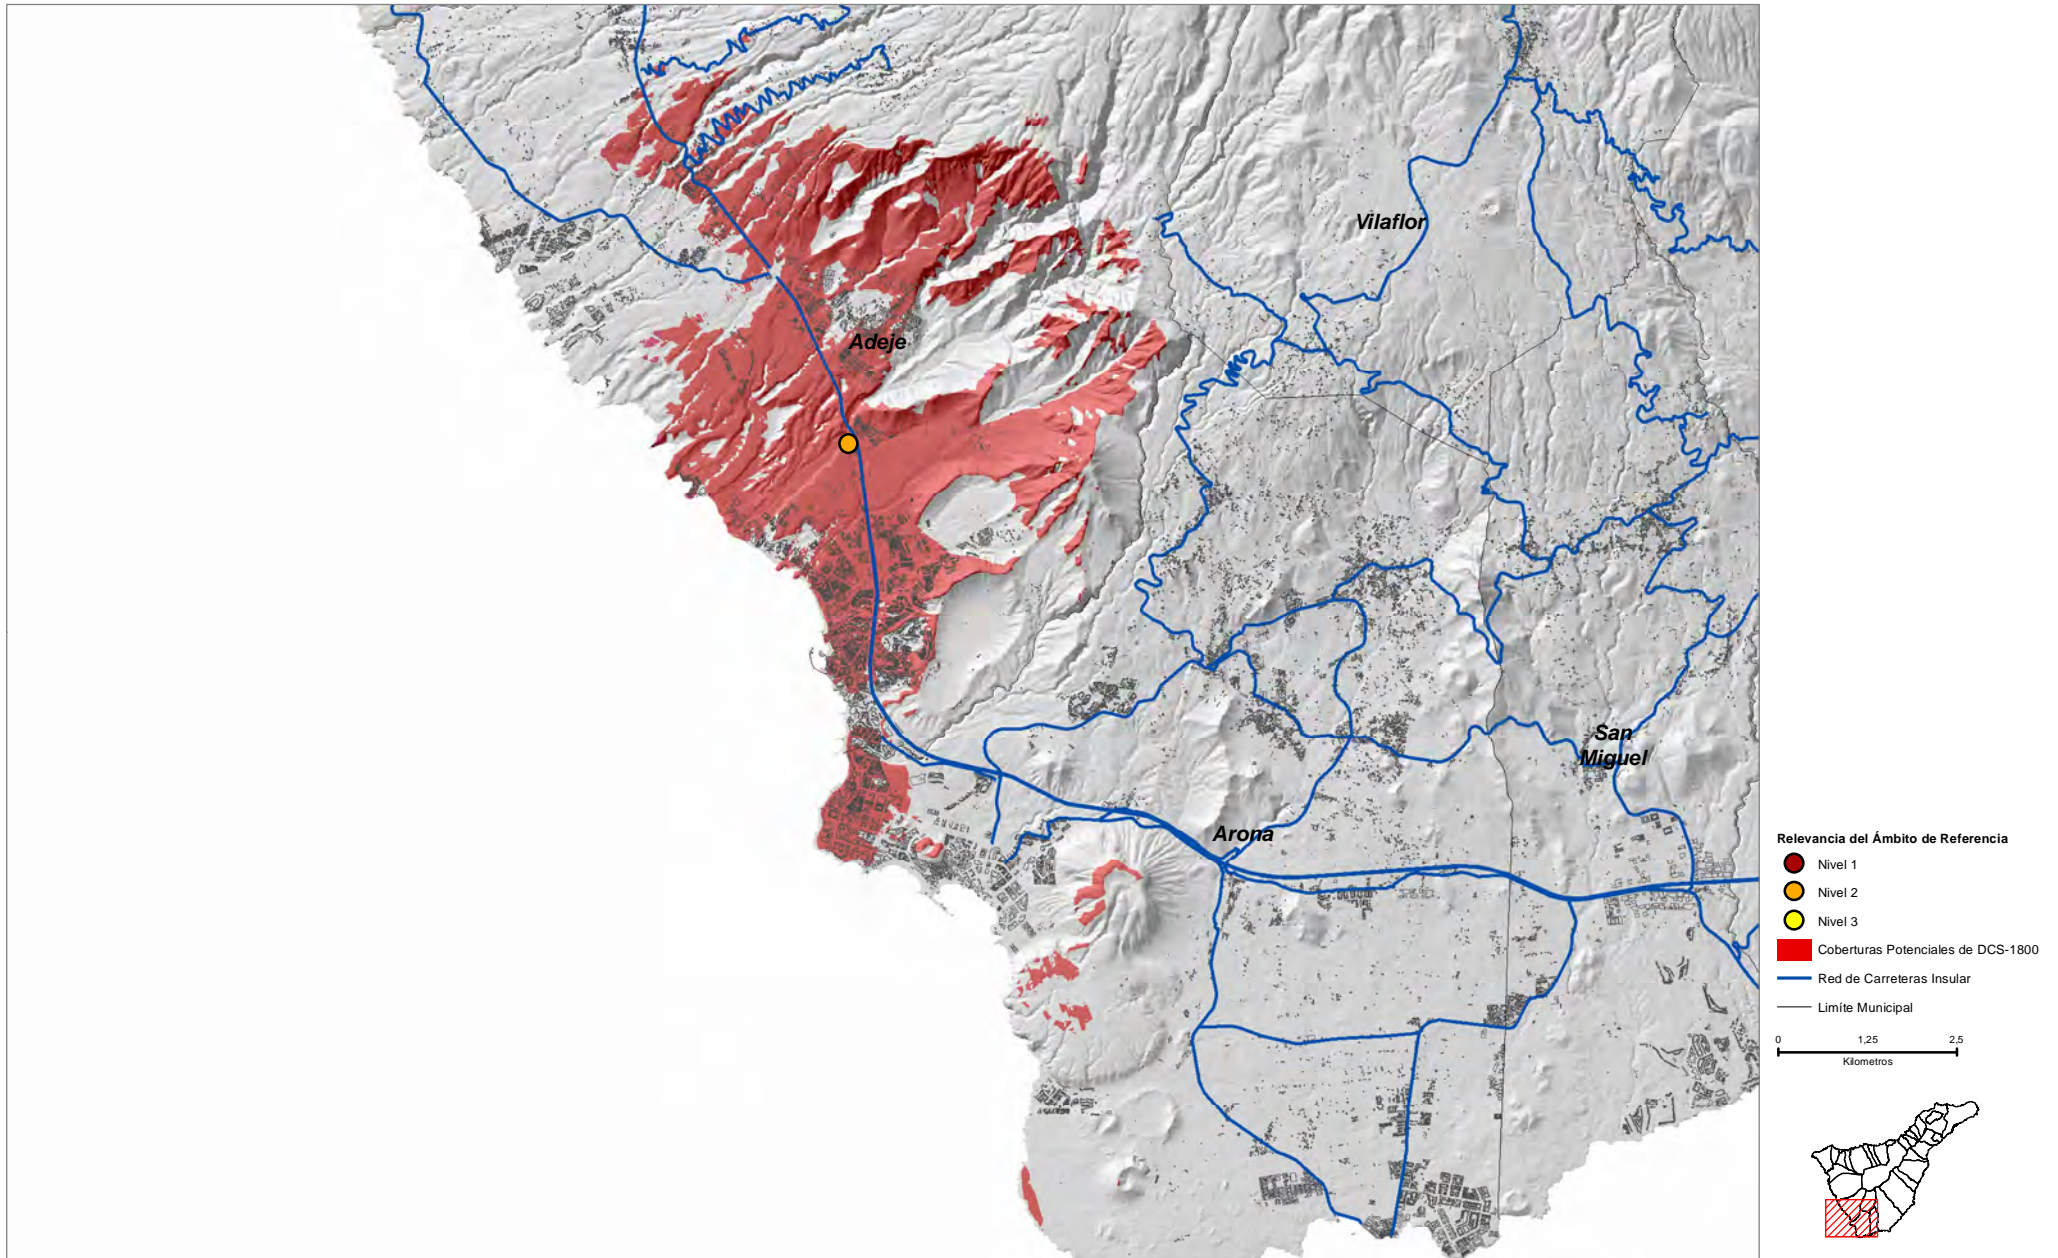 Vilaflor
Adeje
San
Miguel
Arona
Relevancia del Ámbito de Referencia
Nivel 1
Nivel 2
Nivel 3
Coberturas Potenciales de DCS-1800
Red de Carreteras Insular
Limíte Municipal
0 1,25 2,5
Kilometros